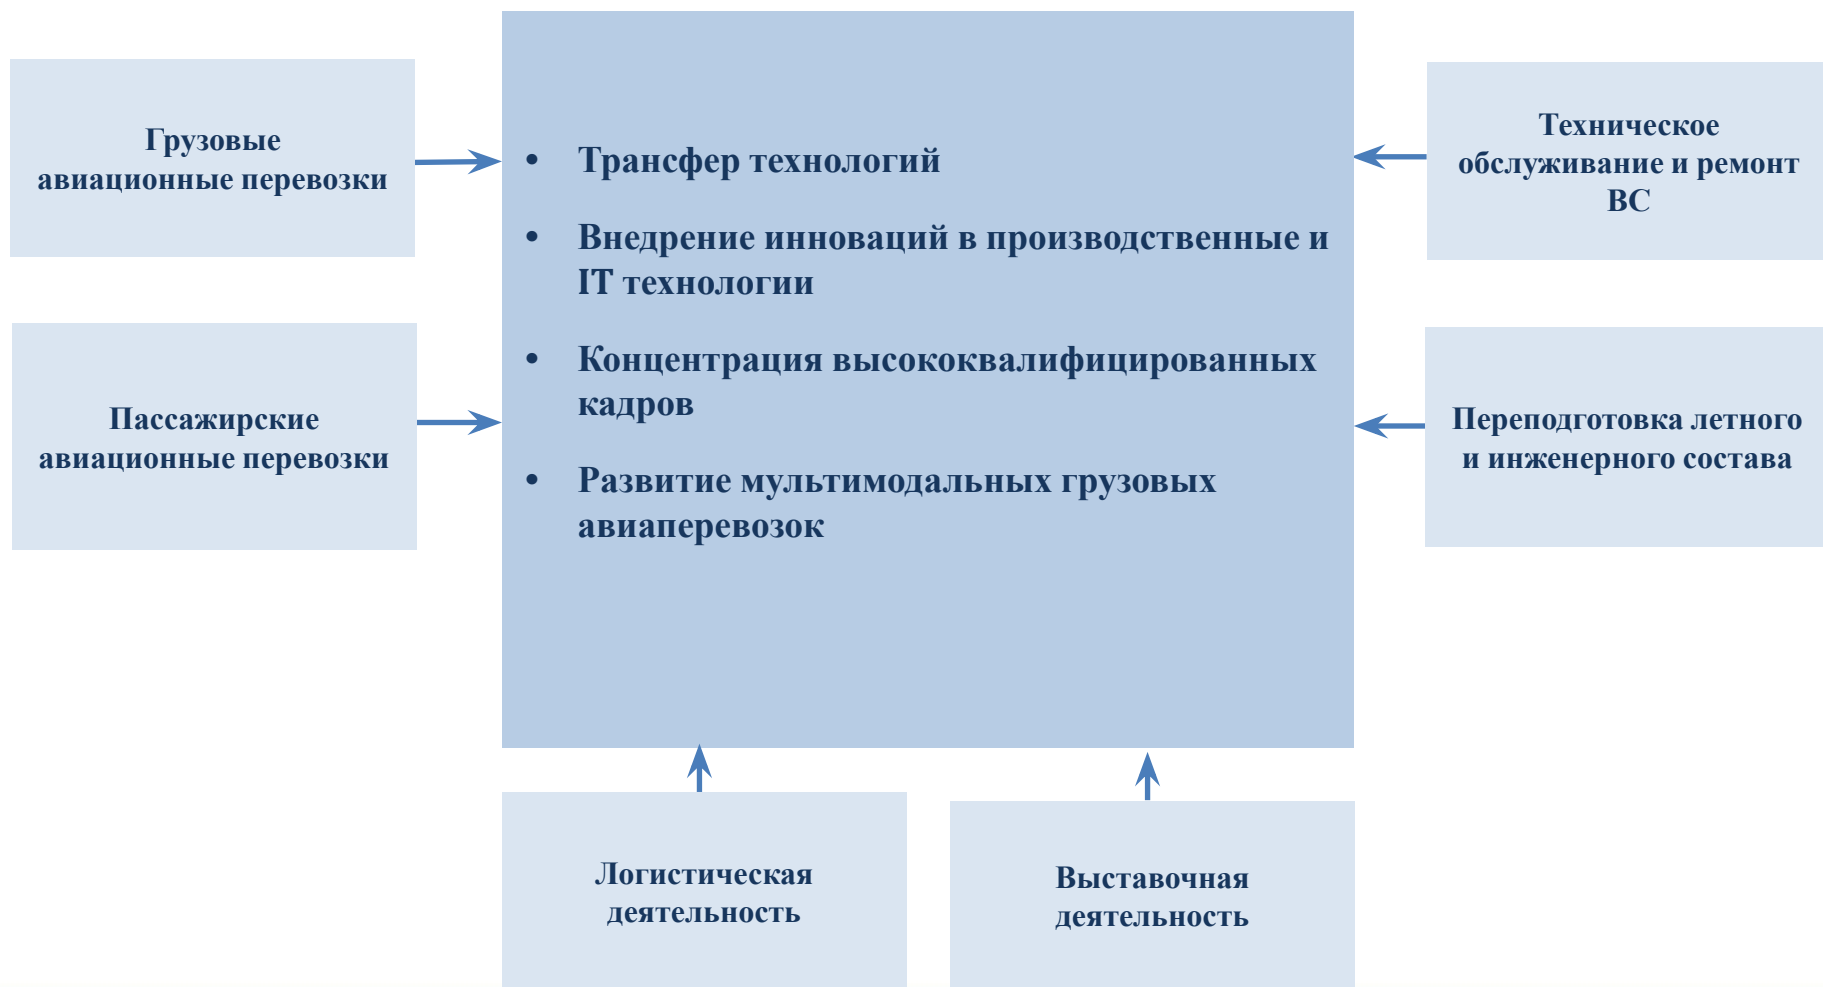 Грузовые
авиационные перевозки
Пассажирские
авиационные перевозки
• Трансфер технологий
• Внедрение инноваций в производственные и
IT технологии
• Концентрация высококвалифицированных
кадров
• Развитие мультимодальных грузовых
авиаперевозок
Техническое
обслуживание и ремонт
ВС
Переподготовка летного
и инженерного состава
Логистическая
деятельность
Выставочная
деятельность